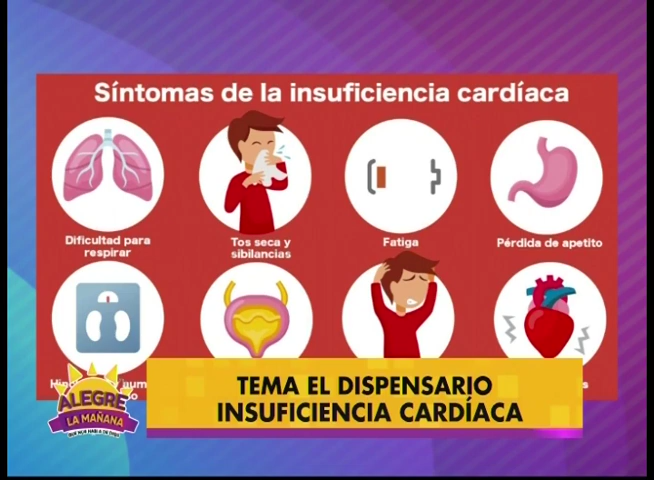 Síntomas de la insuficiencia cardíaca
Dificultad para
respirar
Tos seca y
sibilancias
Fatiga
Pérdida de apetito
TEMA EL DISPENSARIO
INSUFICIENCIA CARDÍACA
ALEGRE
LA MAÑANA